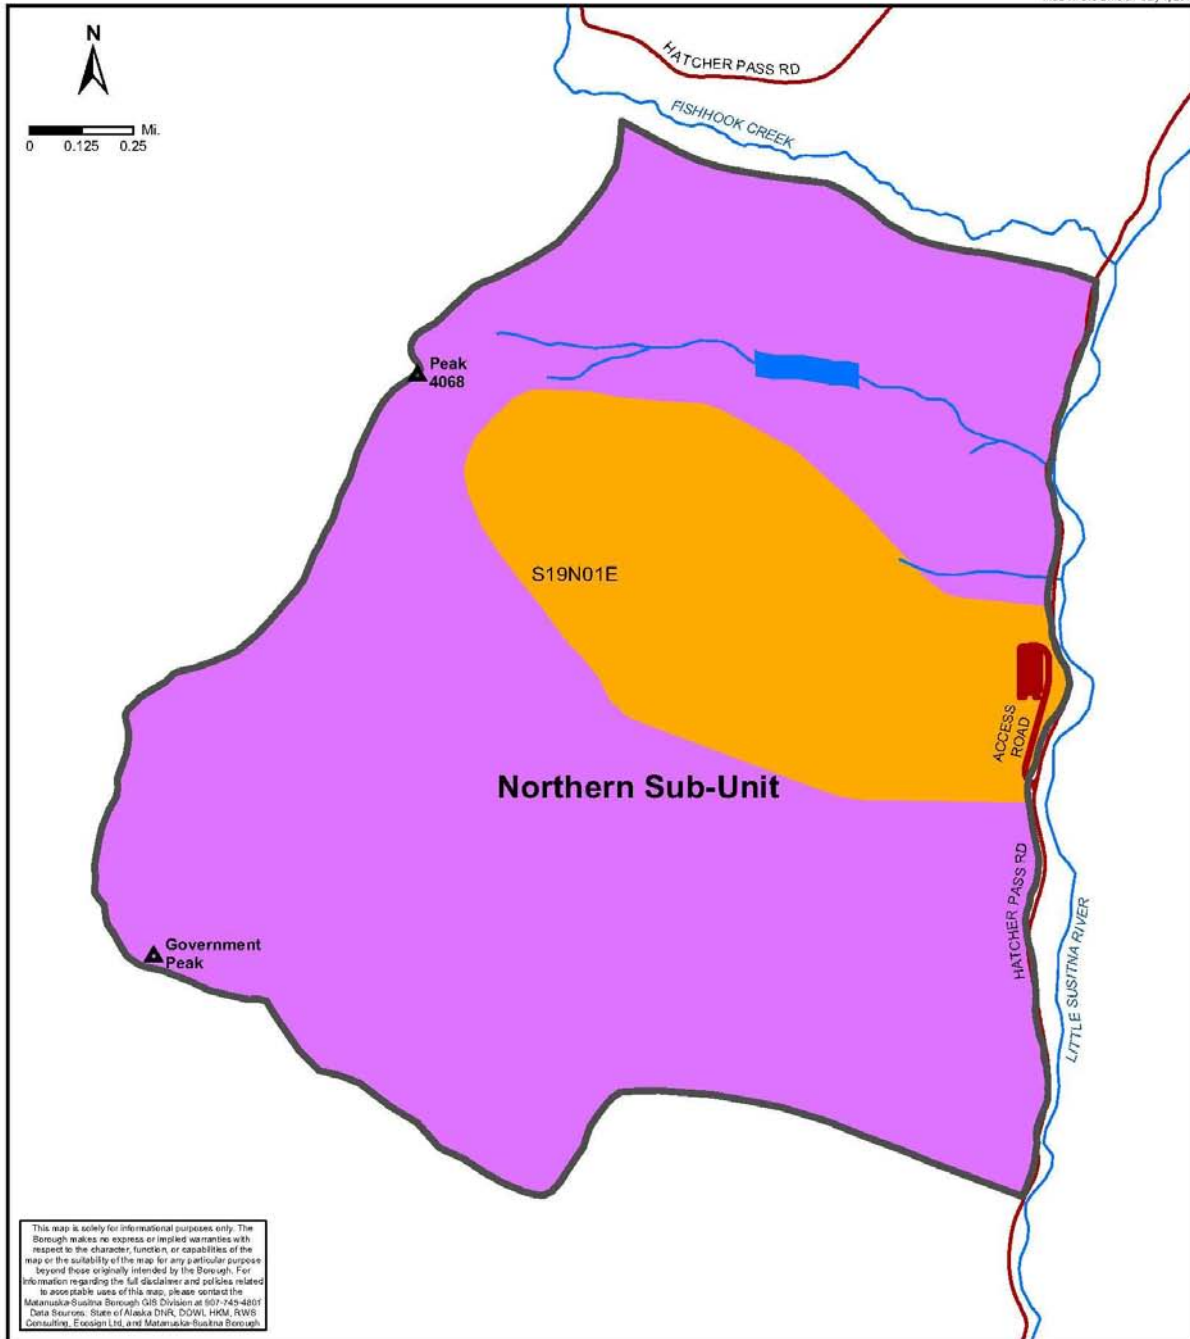 N
Mi.
0 0.125 0.25
HATCHER PASS RD
FISHHOOK CREEK
Peak
4068
S19N01E
ACCESS
ROAD
Northern Sub-Unit
HATCHER PASS RD
LITTLE SUSITNA RIVER
Government
Peak
This map is solely for informational purposes only. The
Borough makes no express or implied warranties with
respect to the character, function, or capabilities of the
map or the suitability of the map for any particular purpose
beyond those originally intended by the Borough. For
information regarding the full disclaimer and policies related
to acceptable uses of this map, please contact the
Matanuska-Susitna Borough GIS Division at 907-745-4801
Data Sources: State of Alaska DNR, DOWL HKM, RWS
Consulting, Ecosign Ltd, and Matanuska-Susitna Borough